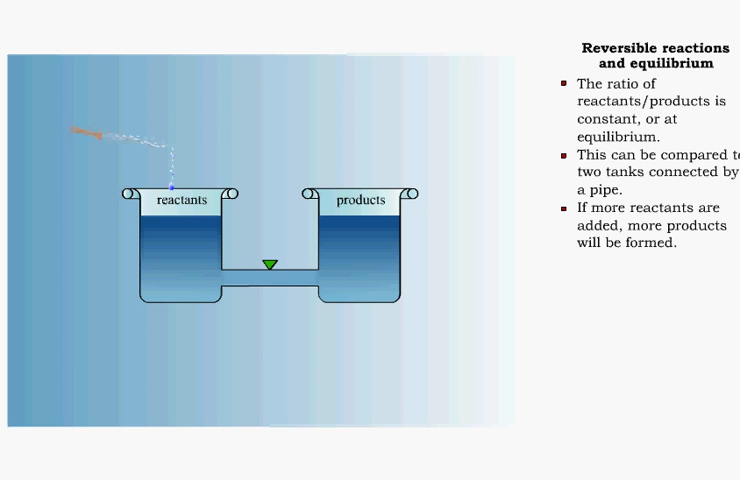 Reversible reactions
and equilibrium
The ratio of
reactants/products is
constant, or at
equilibrium.
This can be compared to
two tanks connected by
a pipe.
If more reactants are
added, more products
will be formed.
reactants
products